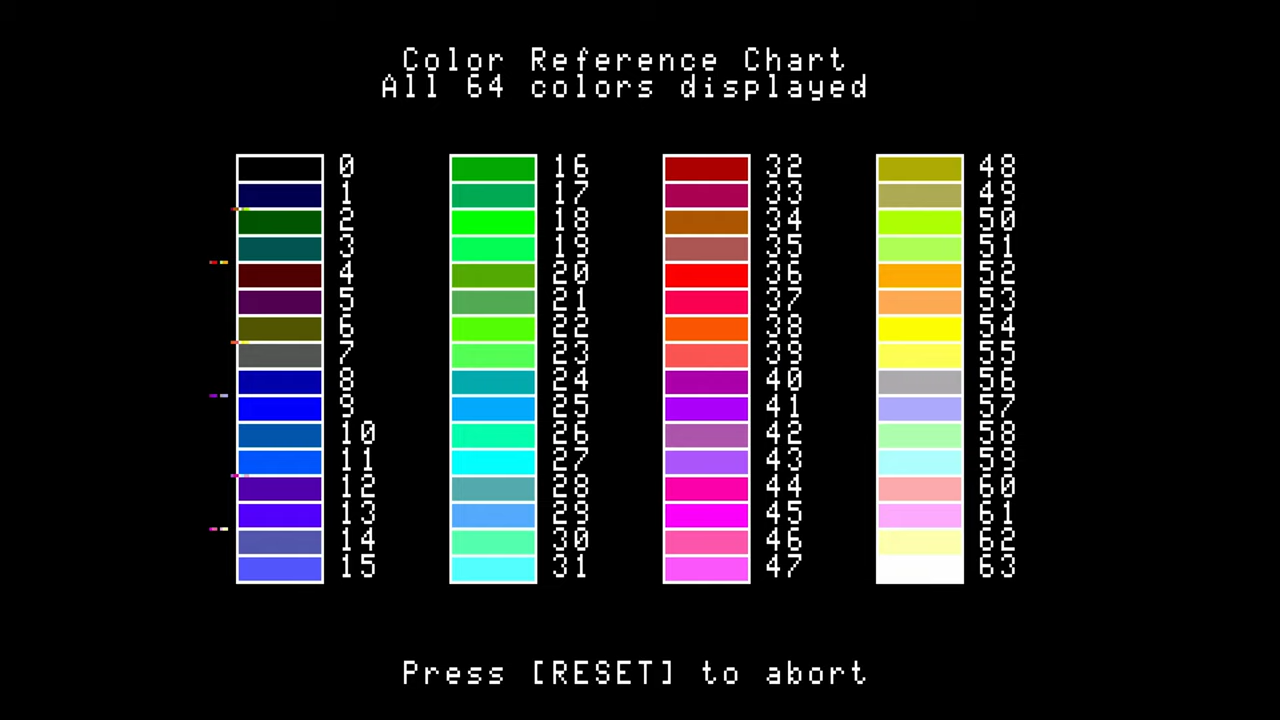 Color Reference Chart
All 64 colors displayed
0 16 32 48
1 17 33 49
2 18 34 50
3 19 35 51
4 20 36 52
5 21 37 53
6 22 38 54
7 23 39 55
8 24 40 56
9 25 41 57
10 26 42 58
11 27 43 59
12 28 44 60
13 29 45 61
14 30 46 62
15 31 47 63
Press [RESET] to abort